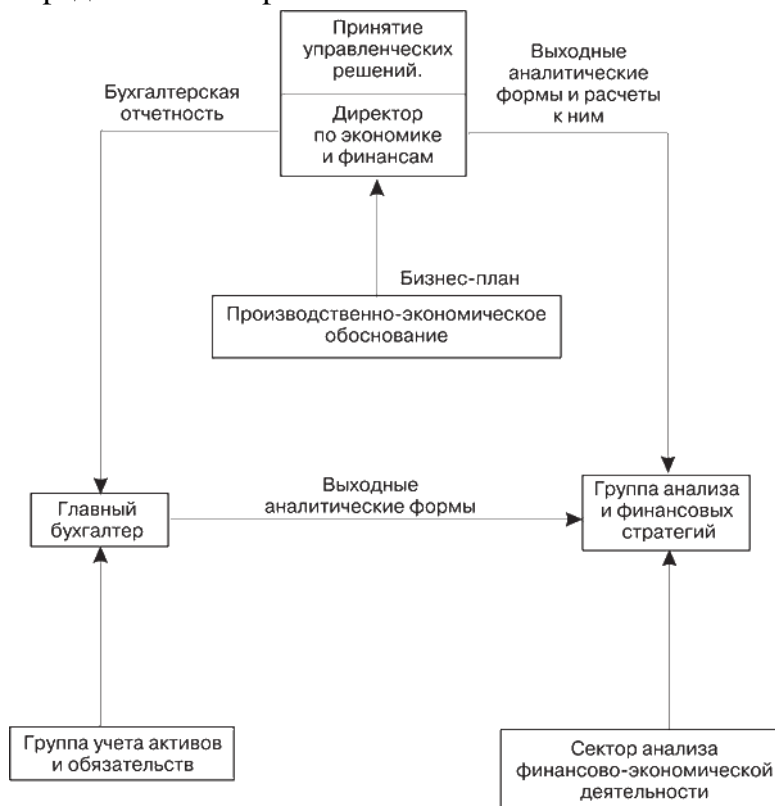 Принятие
управленческих
решений.
Директор
по экономике
и финансам
Бухгалтерская
отчетность
Выходные
аналитические
формы и расчеты
к ним
Бизнес-план
Производственно-экономическое
обоснование
Главный
бухгалтер
Выходные
аналитические формы
Группа анализа
и финансовых
стратегий
Группа учета активов
и обязательств
Сектор анализа
финансово-экономической
деятельности